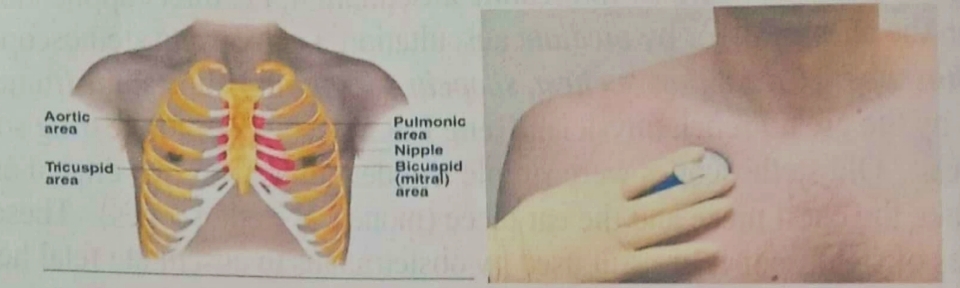 Aortic
area
Tricuspid
area
Pulmonic
area
Nipple
Bicuspid
(mitral)
area